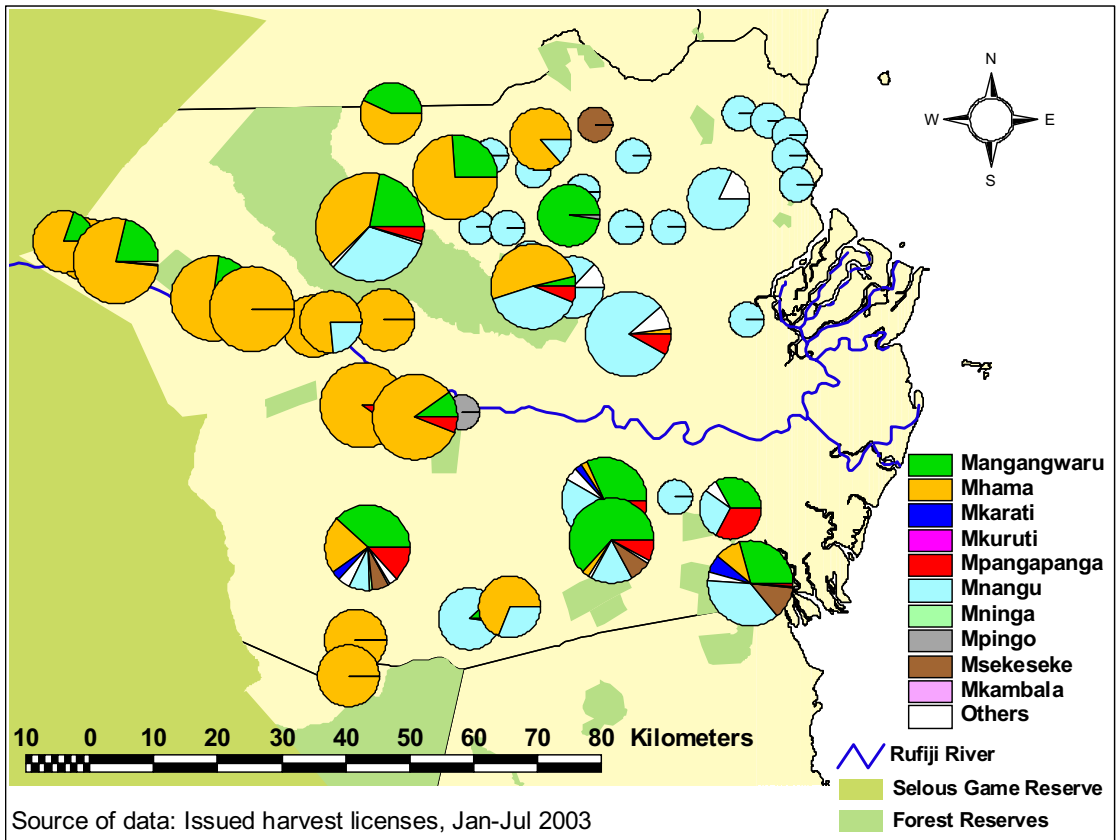 N
W E
S
Mangangwaru
Mhama
Mkarati
Mkuruti
Mpangapanga
Mnangu
Mninga
Mpingo
Msekeseke
Mkambala
Others
10 0 10 20 30 40 50 60 70 80 Kilometers
Rufiji River
Selous Game Reserve
Forest Reserves
Source of data: Issued harvest licenses, Jan-Jul 2003